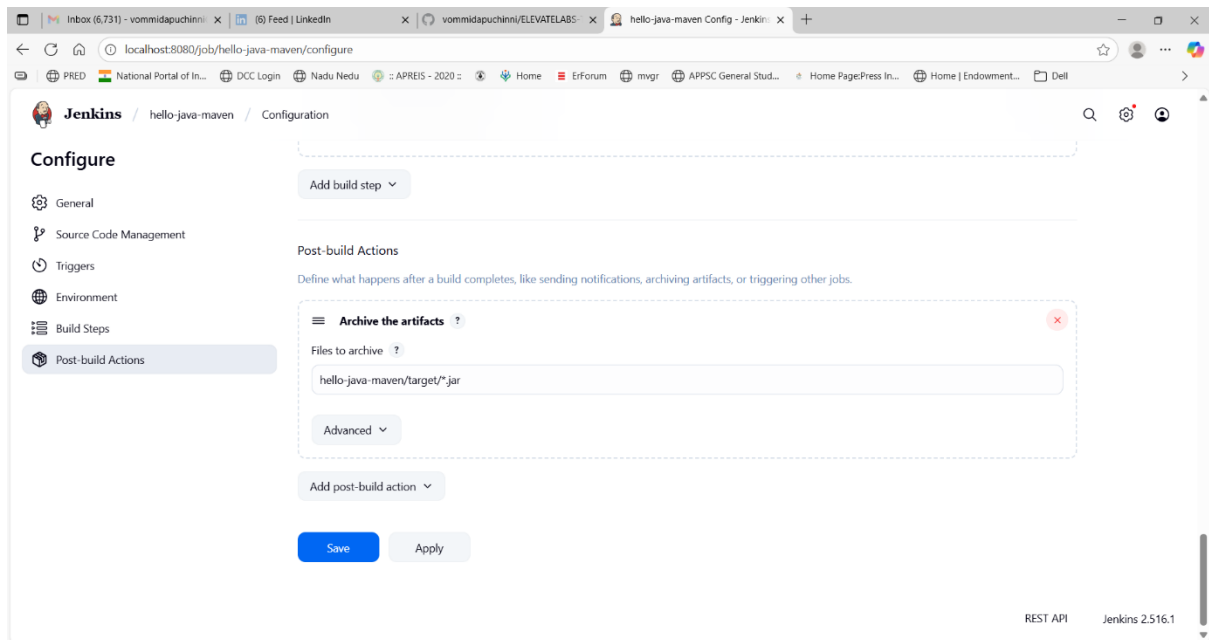 Inbox (6,731) - vommidapuchinni
(6) Feed | LinkedIn
vommidapuchinni/ELEVATELABS-
hello-java-maven Config - Jenkins
localhost:8080/job/hello-java-maven/configure
PRED
National Portal of In...
DCC Login
Nadu Nedu
:: APREIS - 2020 ::
Home
ErForum
mvgr
APPSC General Stud...
Home Page:Press In...
Home | Endowment...
Dell
Jenkins / hello-java-maven / Configuration
Configure
General
Source Code Management
Triggers
Environment
Build Steps
Post-build Actions
Add build step
Post-build Actions
Define what happens after a build completes, like sending notifications, archiving artifacts, or triggering other jobs.
Archive the artifacts ?
Files to archive ?
hello-java-maven/target/*.jar
Advanced
Add post-build action
Save
Apply
REST API
Jenkins 2.516.1